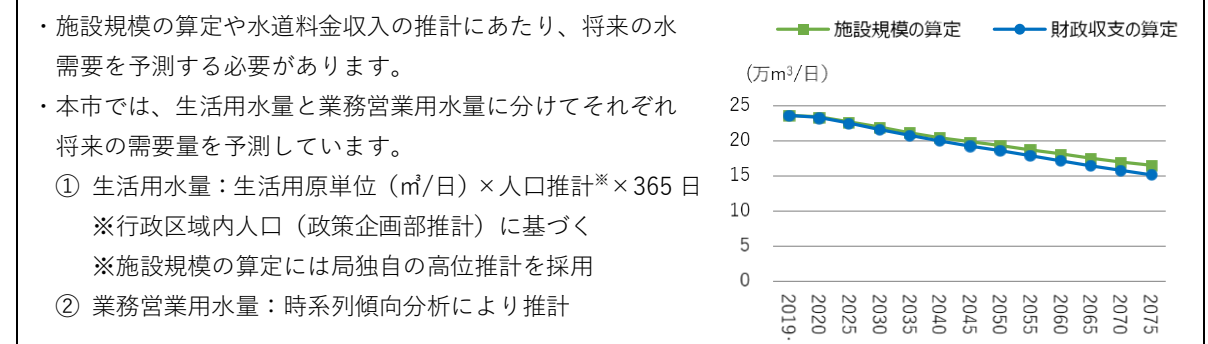 ・施設規模の算定や水道料金収入の推計にあたり、将来の水
需要を予測する必要があります。
・本市では、生活用水量と業務営業用水量に分けてそれぞれ
将来の需要量を予測しています。
① 生活用水量：生活用原単位（㎥/日）×人口推計※×365 日
※行政区域内人口（政策企画部推計）に基づく
※施設規模の算定には局独自の高位推計を採用
② 業務営業用水量：時系列傾向分析により推計
施設規模の算定 財政収支の算定
(万m³/日)
25
20
15
10
5
0
2019 2020 2025 2030 2035 2040 2045 2050 2055 2060 2065 2070 2075